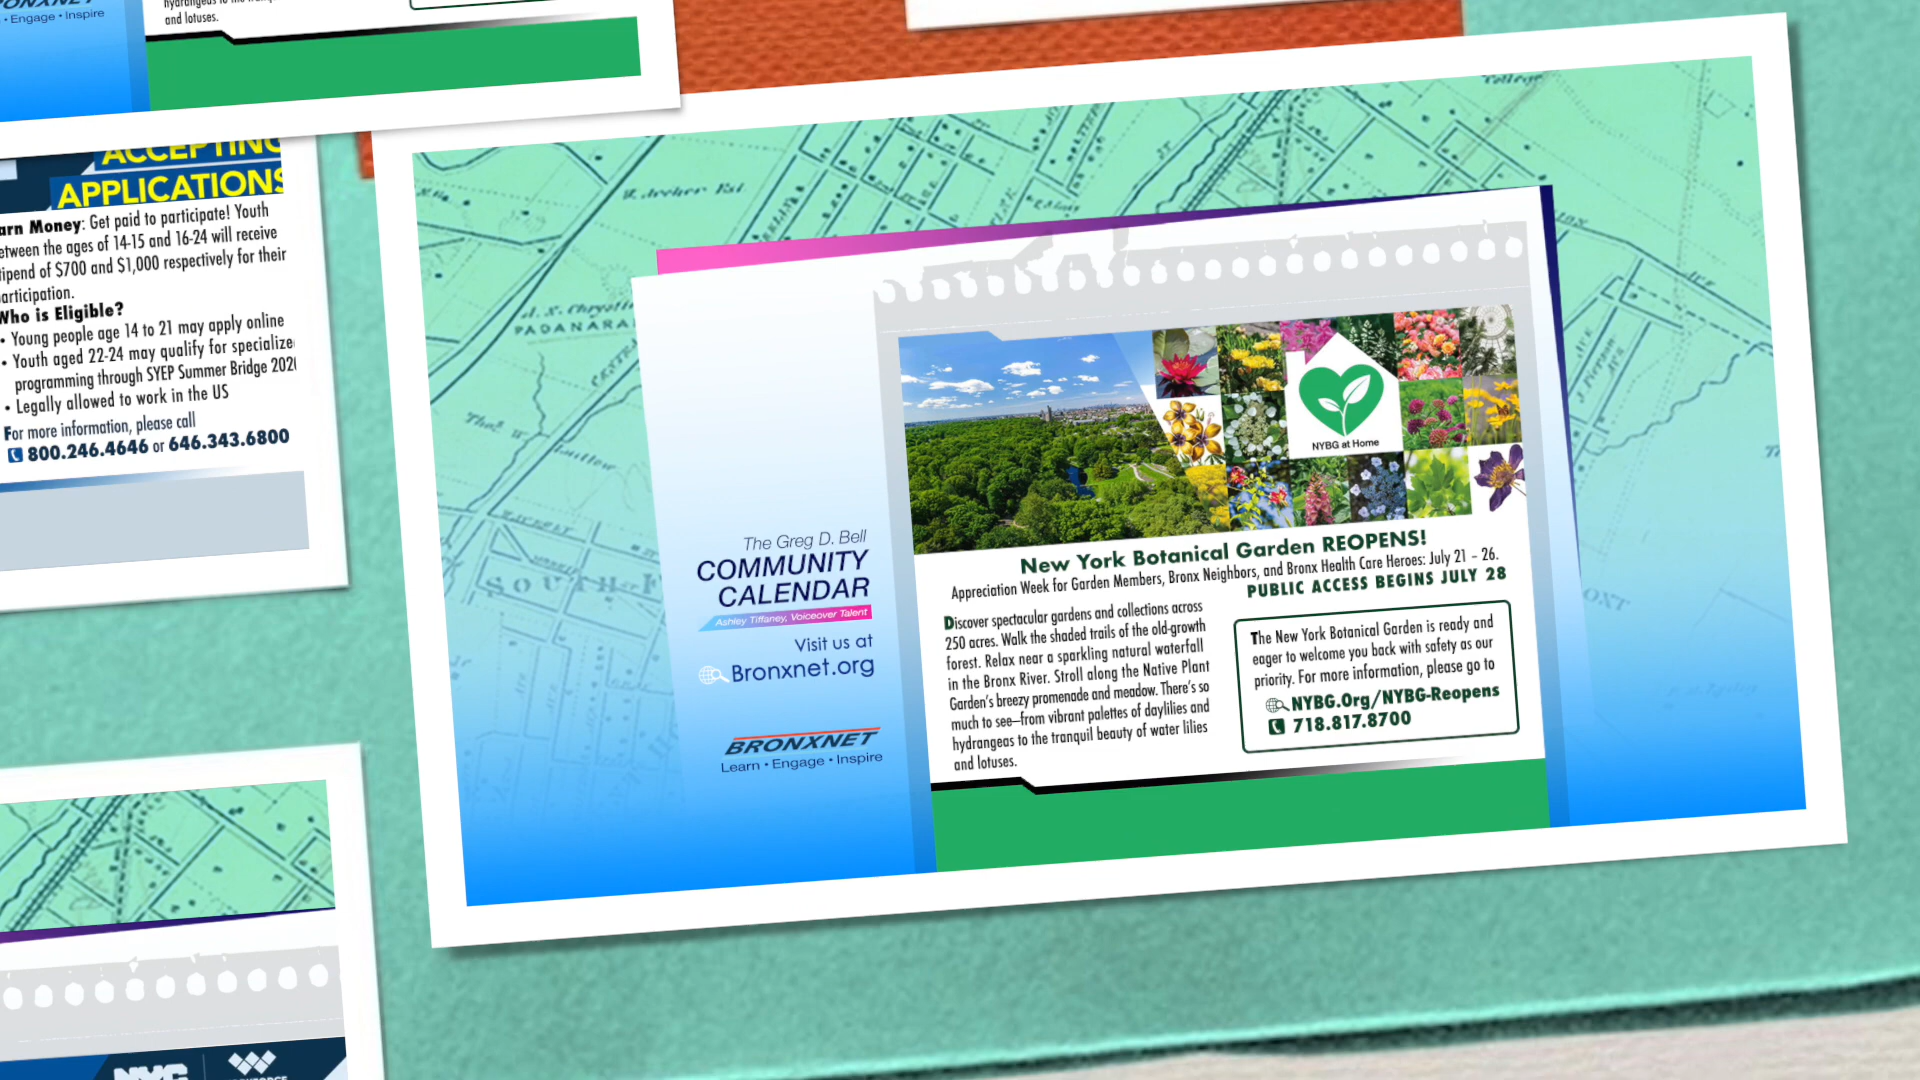 BRONXNET
• Engage • Inspire
and lotuses.
ACCEPTING
APPLICATIONS
Earn Money: Get paid to participate! Youth
between the ages of 14-15 and 16-24 will receive
stipend of $700 and $1,000 respectively for their
participation.
Who is Eligible?
• Young people age 14 to 21 may apply online
• Youth aged 22-24 may qualify for specialize
programming through SYEP Summer Bridge 202
• Legally allowed to work in the US
For more information, please call
800.246.4646 or 646.343.6800
NYC
College
R. Archer Est.
PADANARA
SOUTH
The Greg D. Bell
COMMUNITY
CALENDAR
Ashley Tiffaney, Voiceover Talent
Visit us at
Bronxnet.org
BRONXNET
Learn • Engage • Inspire
NYBG at Home
New York Botanical Garden REOPENS!
Appreciation Week for Garden Members, Bronx Neighbors, and Bronx Health Care Heroes: July 21 – 26.
PUBLIC ACCESS BEGINS JULY 28
Discover spectacular gardens and collections across
250 acres. Walk the shaded trails of the old-growth
forest. Relax near a sparkling natural waterfall
in the Bronx River. Stroll along the Native Plant
Garden's breezy promenade and meadow. There's so
much to see—from vibrant palettes of daylilies and
hydrangeas to the tranquil beauty of water lilies
and lotuses.
The New York Botanical Garden is ready and
eager to welcome you back with safety as our
priority. For more information, please go to
NYBG.Org/NYBG-Reopens
718.817.8700